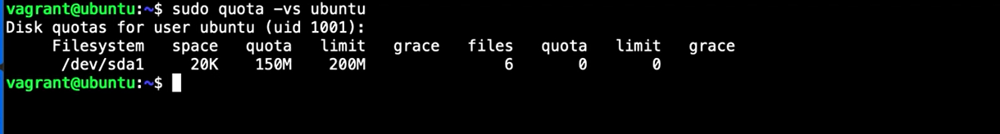 vagrant@ubuntu:~$ sudo quota -vs ubuntu
Disk quotas for user ubuntu (uid 1001):
     Filesystem   space   quota   limit   grace   files   quota   limit   grace
      /dev/sda1     20K    150M    200M               6       0       0
vagrant@ubuntu:~$